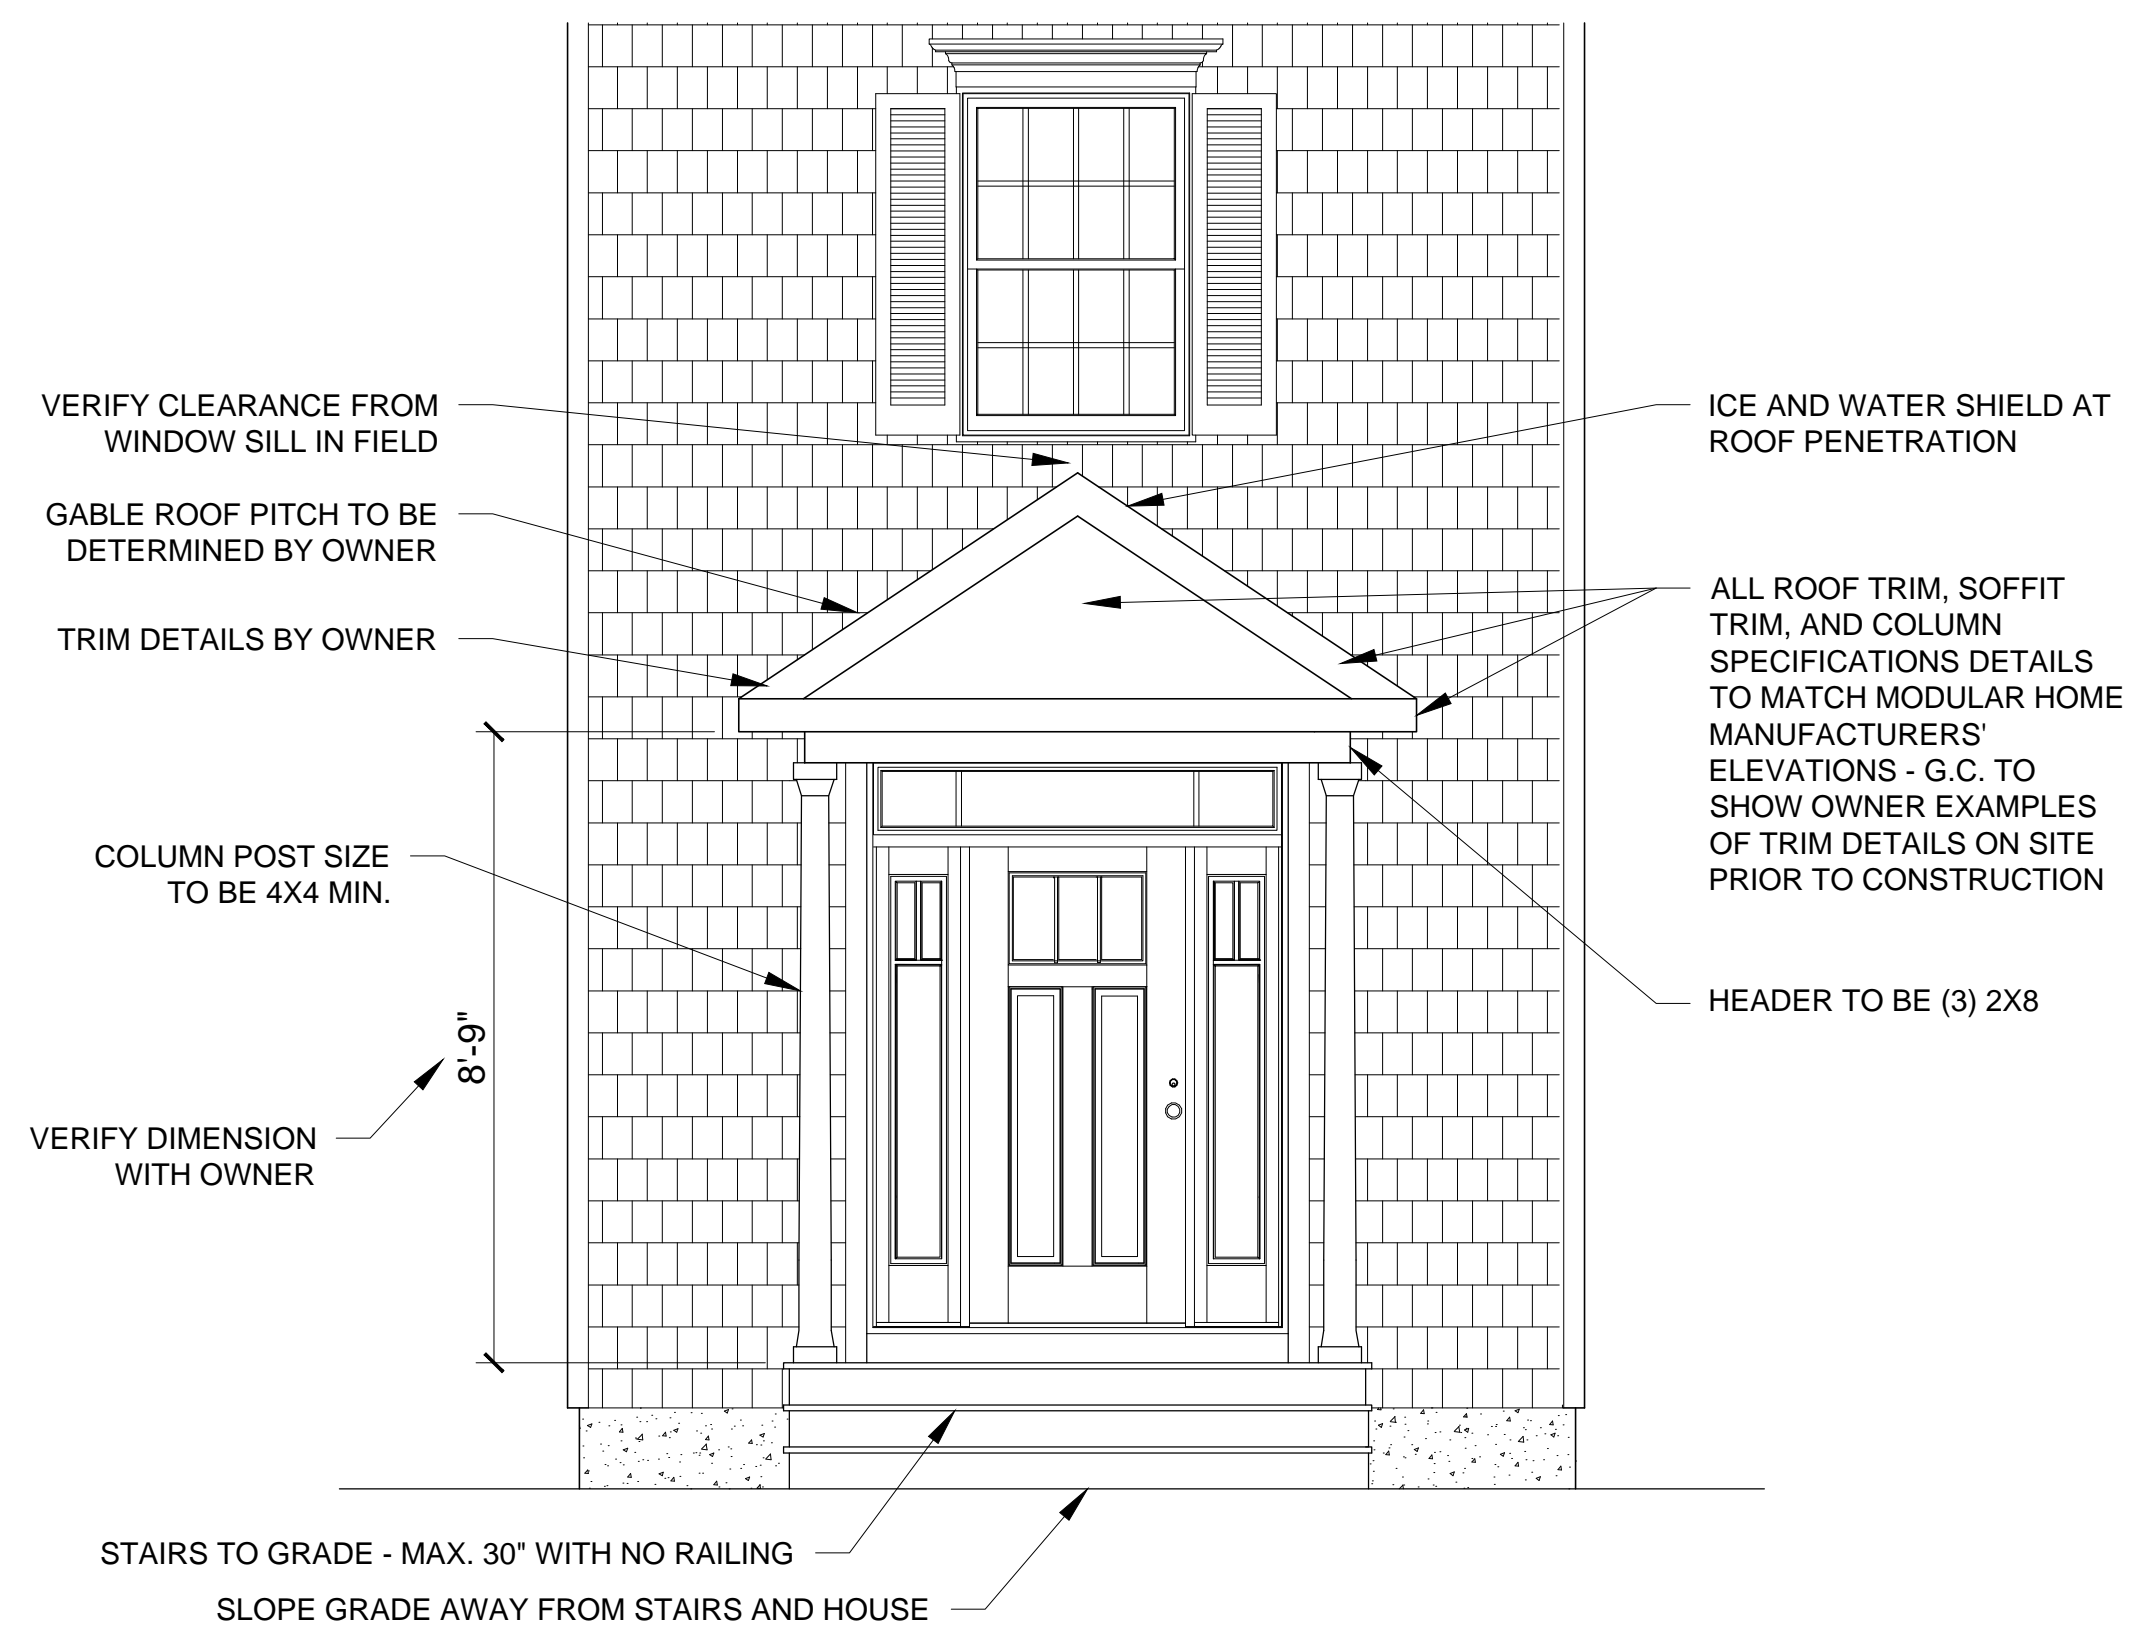 VERIFY CLEARANCE FROM
WINDOW SILL IN FIELD
GABLE ROOF PITCH TO BE
DETERMINED BY OWNER
TRIM DETAILS BY OWNER
COLUMN POST SIZE
TO BE 4X4 MIN.
8'-9"
VERIFY DIMENSION
WITH OWNER
ICE AND WATER SHIELD AT
ROOF PENETRATION
ALL ROOF TRIM, SOFFIT
TRIM, AND COLUMN
SPECIFICATIONS DETAILS
TO MATCH MODULAR HOME
MANUFACTURERS'
ELEVATIONS - G.C. TO
SHOW OWNER EXAMPLES
OF TRIM DETAILS ON SITE
PRIOR TO CONSTRUCTION
HEADER TO BE (3) 2X8
STAIRS TO GRADE - MAX. 30" WITH NO RAILING
SLOPE GRADE AWAY FROM STAIRS AND HOUSE